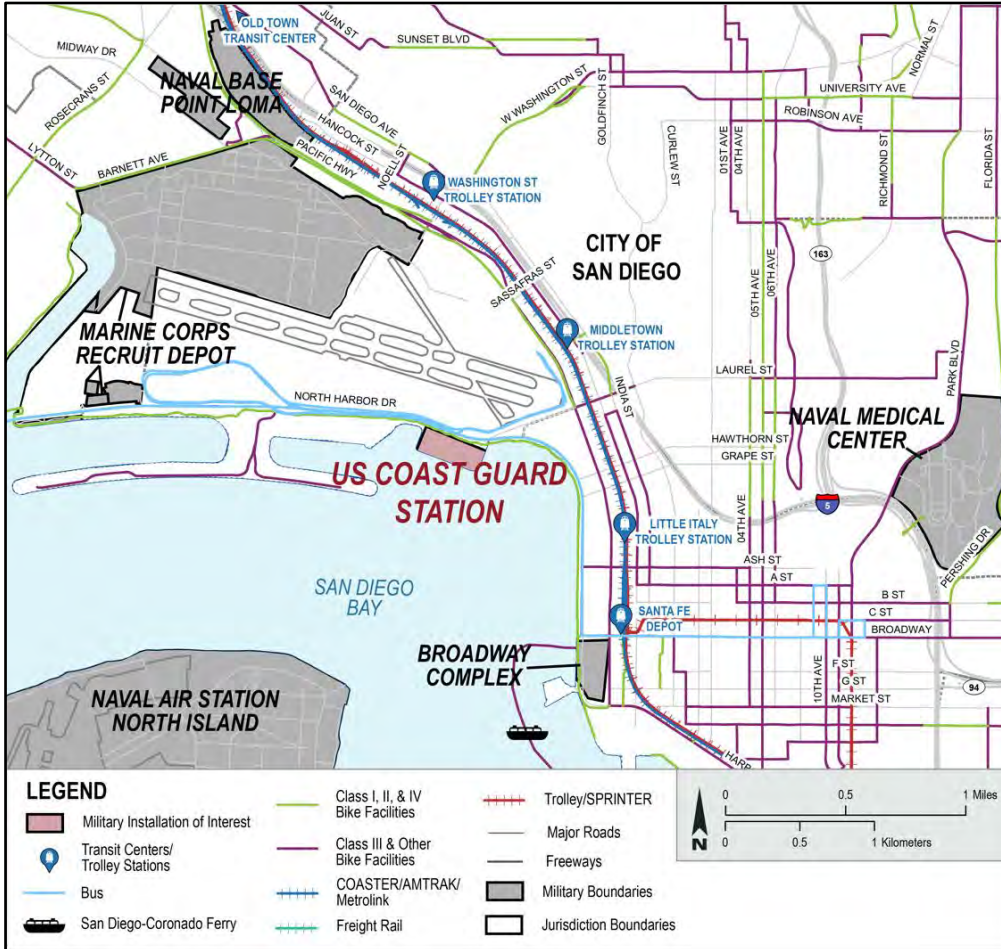 OLD TOWN
TRANSIT CENTER
JUAN ST
SUNSET BLVD
MIDWAY DR
NAVAL BASE
POINT LOMA
ROSECRANS ST
SAN DIEGO AVE
HANCOCK ST
W WASHINGTON ST
GOLDFINCH ST
NORMAL ST
UNIVERSITY AVE
ROBINSON AVE
LYTTON ST
BARNETT AVE
PACIFIC HWY
NOELL ST
CURLEW ST
01ST AVE
04TH AVE
RICHMOND ST
FLORIDA ST
WASHINGTON ST
TROLLEY STATION
CITY OF
SAN DIEGO
163
SASSAFRAS ST
05TH AVE
06TH AVE
MARINE CORPS
RECRUIT DEPOT
MIDDLETOWN
TROLLEY STATION
NORTH HARBOR DR
INDIA ST
LAUREL ST
PARK BLVD
NAVAL MEDICAL
CENTER
HAWTHORN ST
GRAPE ST
US COAST GUARD
STATION
04TH AVE
5
LITTLE ITALY
TROLLEY STATION
ASH ST
A ST
PERSHING DR
SAN DIEGO
BAY
B ST
C ST
SANTA FE
DEPOT
BROADWAY
BROADWAY
COMPLEX
10TH AVE
F ST
G ST
MARKET ST
94
NAVAL AIR STATION
NORTH ISLAND
HARB
LEGEND
Military Installation of Interest
Transit Centers/
Trolley Stations
Bus
San Diego-Coronado Ferry
Class I, II, & IV
Bike Facilities
Class III & Other
Bike Facilities
COASTER/AMTRAK/
Metrolink
Freight Rail
Trolley/SPRINTER
Major Roads
Freeways
Military Boundaries
Jurisdiction Boundaries
N
0 0.5 1 Miles
0 0.5 1 Kilometers